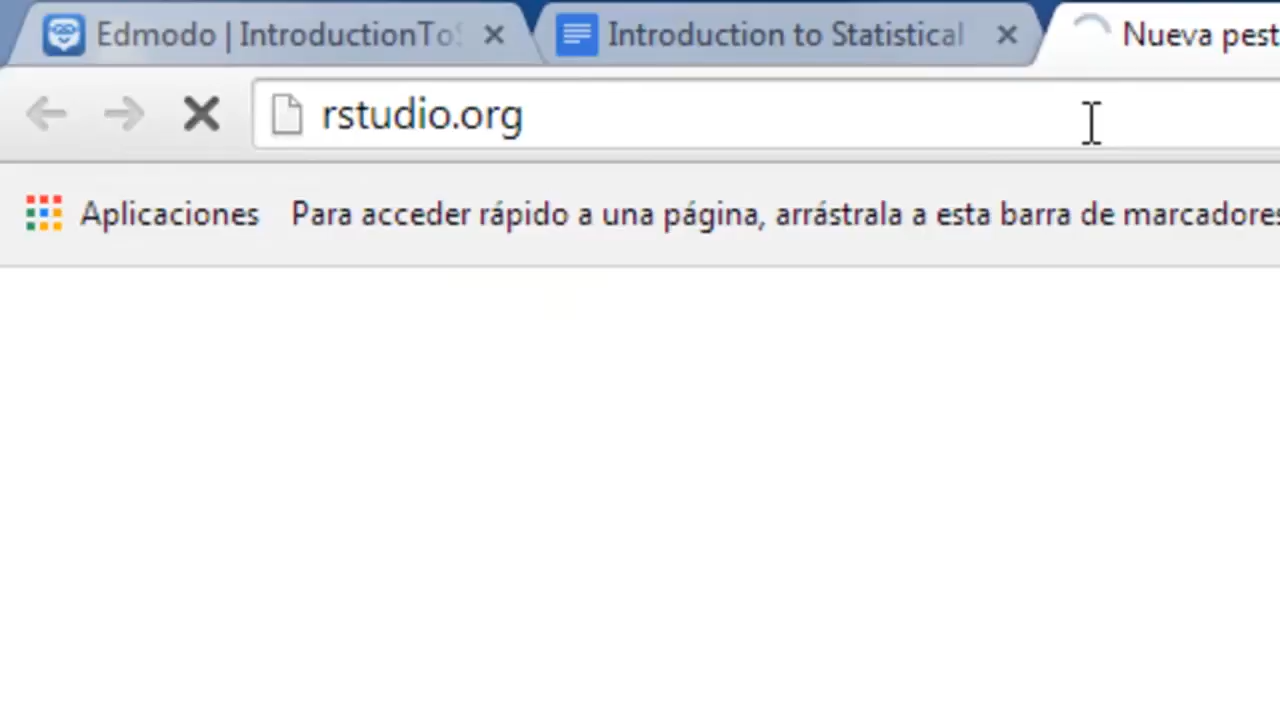 Edmodo | IntroductionToS
Introduction to Statistical
Nueva pest
rstudio.org
Aplicaciones
Para acceder rápido a una página, arrástrala a esta barra de marcadores